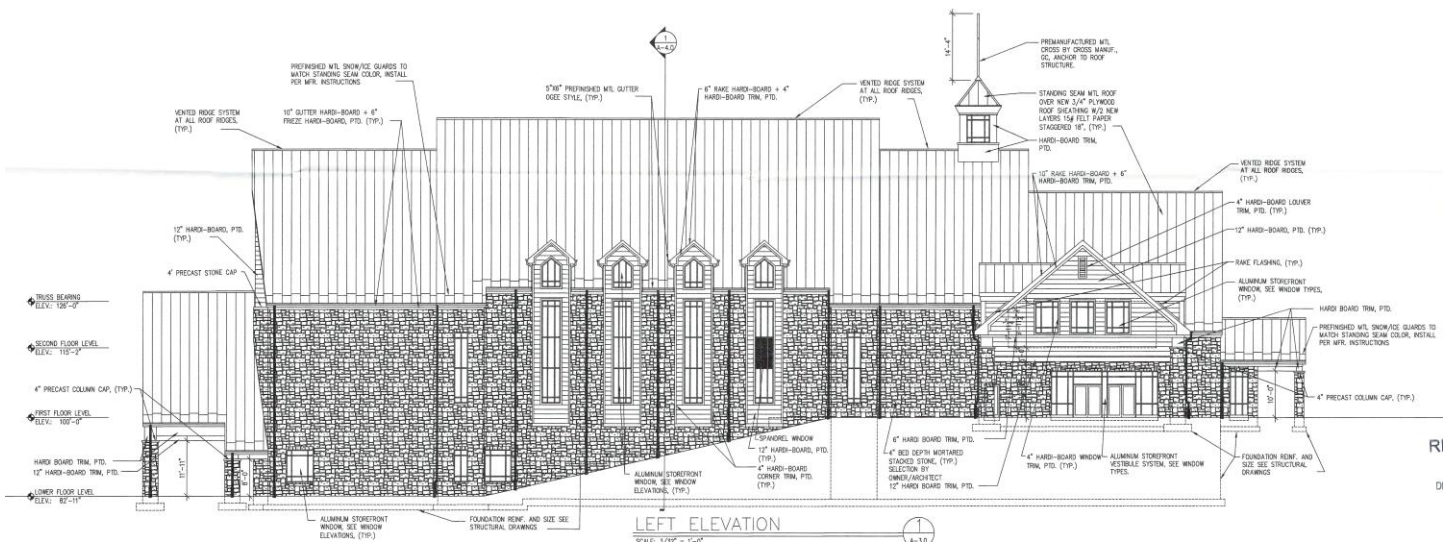 1
A-4.0
14'-4"
PREMANUFACTURED MTL
CROSS BY CROSS MANUF.,
GC, ANCHOR TO ROOF
STRUCTURE.
PREFINISHED MTL SNOW/ICE GUARDS TO
MATCH STANDING SEAM COLOR, INSTALL
PER MFR. INSTRUCTIONS
5"X6" PREFINISHED MTL GUTTER
OGEE STYLE, (TYP.)
6" RAKE HARDI-BOARD + 4"
HARDI-BOARD TRIM, PTD.
VENTED RIDGE SYSTEM
AT ALL ROOF RIDGES,
(TYP.)
STANDING SEAM MTL ROOF
OVER NEW 3/4" PLYWOOD
ROOF SHEATHING W/2 NEW
LAYERS 15# FELT PAPER
STAGGERED 18", (TYP.)
VENTED RIDGE SYSTEM
AT ALL ROOF RIDGES,
(TYP.)
10" GUTTER HARDI-BOARD + 6"
FRIEZE HARDI-BOARD, PTD. (TYP.)
HARDI-BOARD TRIM,
PTD.
VENTED RIDGE SYSTEM
AT ALL ROOF RIDGES,
(TYP.)
10" RAKE HARDI-BOARD + 6"
HARDI-BOARD TRIM, PTD.
4" HARDI-BOARD LOUVER
TRIM, PTD. (TYP.)
12" HARDI-BOARD, PTD. (TYP.)
12" HARDI-BOARD, PTD.
(TYP.)
4' PRECAST STONE CAP
RAKE FLASHING, (TYP.)
ALUMINUM STOREFRONT
WINDOW, SEE WINDOW TYPES,
(TYP.)
TRUSS BEARING
ELEV.: 126'-0"
HARDI BOARD TRIM, PTD.
PREFINISHED MTL SNOW/ICE GUARDS TO
MATCH STANDING SEAM COLOR, INSTALL
PER MFR. INSTRUCTIONS
SECOND FLOOR LEVEL
ELEV.: 115'-2"
4" PRECAST COLUMN CAP, (TYP.)
10'-0"
4" PRECAST COLUMN CAP, (TYP.)
FIRST FLOOR LEVEL
ELEV.: 100'-0"
HARDI BOARD TRIM, PTD.
12" HARDI-BOARD TRIM, PTD.
11'-11"
SPANDREL WINDOW
12" HARDI-BOARD, PTD.
(TYP.)
4" HARDI-BOARD
CORNER TRIM, PTD.
(TYP.)
6" HARDI BOARD TRIM, PTD.
4" BED DEPTH MORTARED
STACKED STONE, (TYP.)
SELECTION BY
OWNER/ARCHITECT
12" HARDI BOARD TRIM, PTD.
4" HARDI-BOARD WINDOW
TRIM, PTD. (TYP.)
ALUMINUM STOREFRONT
VESTIBULE SYSTEM, SEE WINDOW
TYPES.
FOUNDATION REINF. AND
SIZE SEE STRUCTURAL
DRAWINGS
ALUMINUM STOREFRONT
WINDOW, SEE WINDOW
ELEVATIONS, (TYP.)
LOWER FLOOR LEVEL
ELEV.: 82'-11"
ALUMINUM STOREFRONT
WINDOW, SEE WINDOW
ELEVATIONS, (TYP.)
FOUNDATION REINF. AND SIZE SEE
STRUCTURAL DRAWINGS
LEFT ELEVATION
SCALE: 3/32" = 1'-0"
1
A-3.0